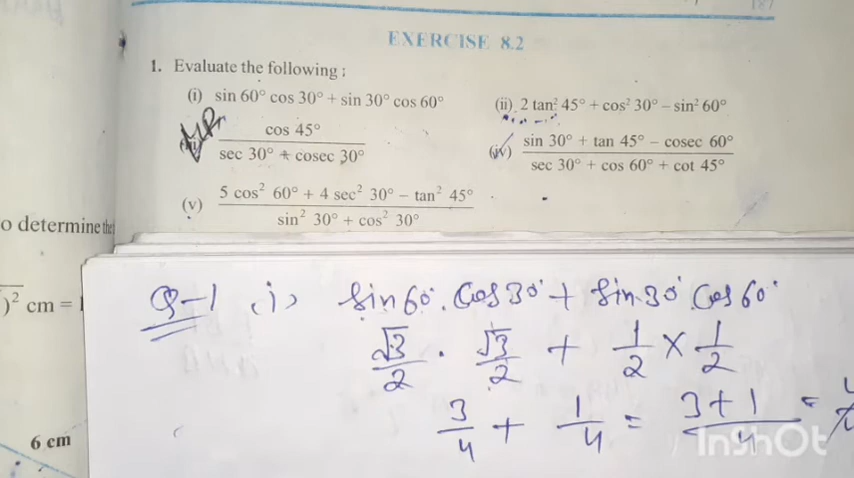 187
EXERCISE 8.2
1. Evaluate the following :
(i) sin 60° cos 30° + sin 30° cos 60°
(ii) 2 tan² 45° + cos² 30° – sin² 60°
cos 45° / sec 30° + cosec 30°
(iv) sin 30° + tan 45° – cosec 60° / sec 30° + cos 60° + cot 45°
(v) 5 cos² 60° + 4 sec² 30° – tan² 45° / sin² 30° + cos² 30°
o determine the
)² cm =
6 cm
Q-1 (i) Sin 60°. Cos 30° + Sin 30° Cos 60°
√3/2 . √3/2 + 1/2 × 1/2
3/4 + 1/4 = 3+1/4 =
InShOt